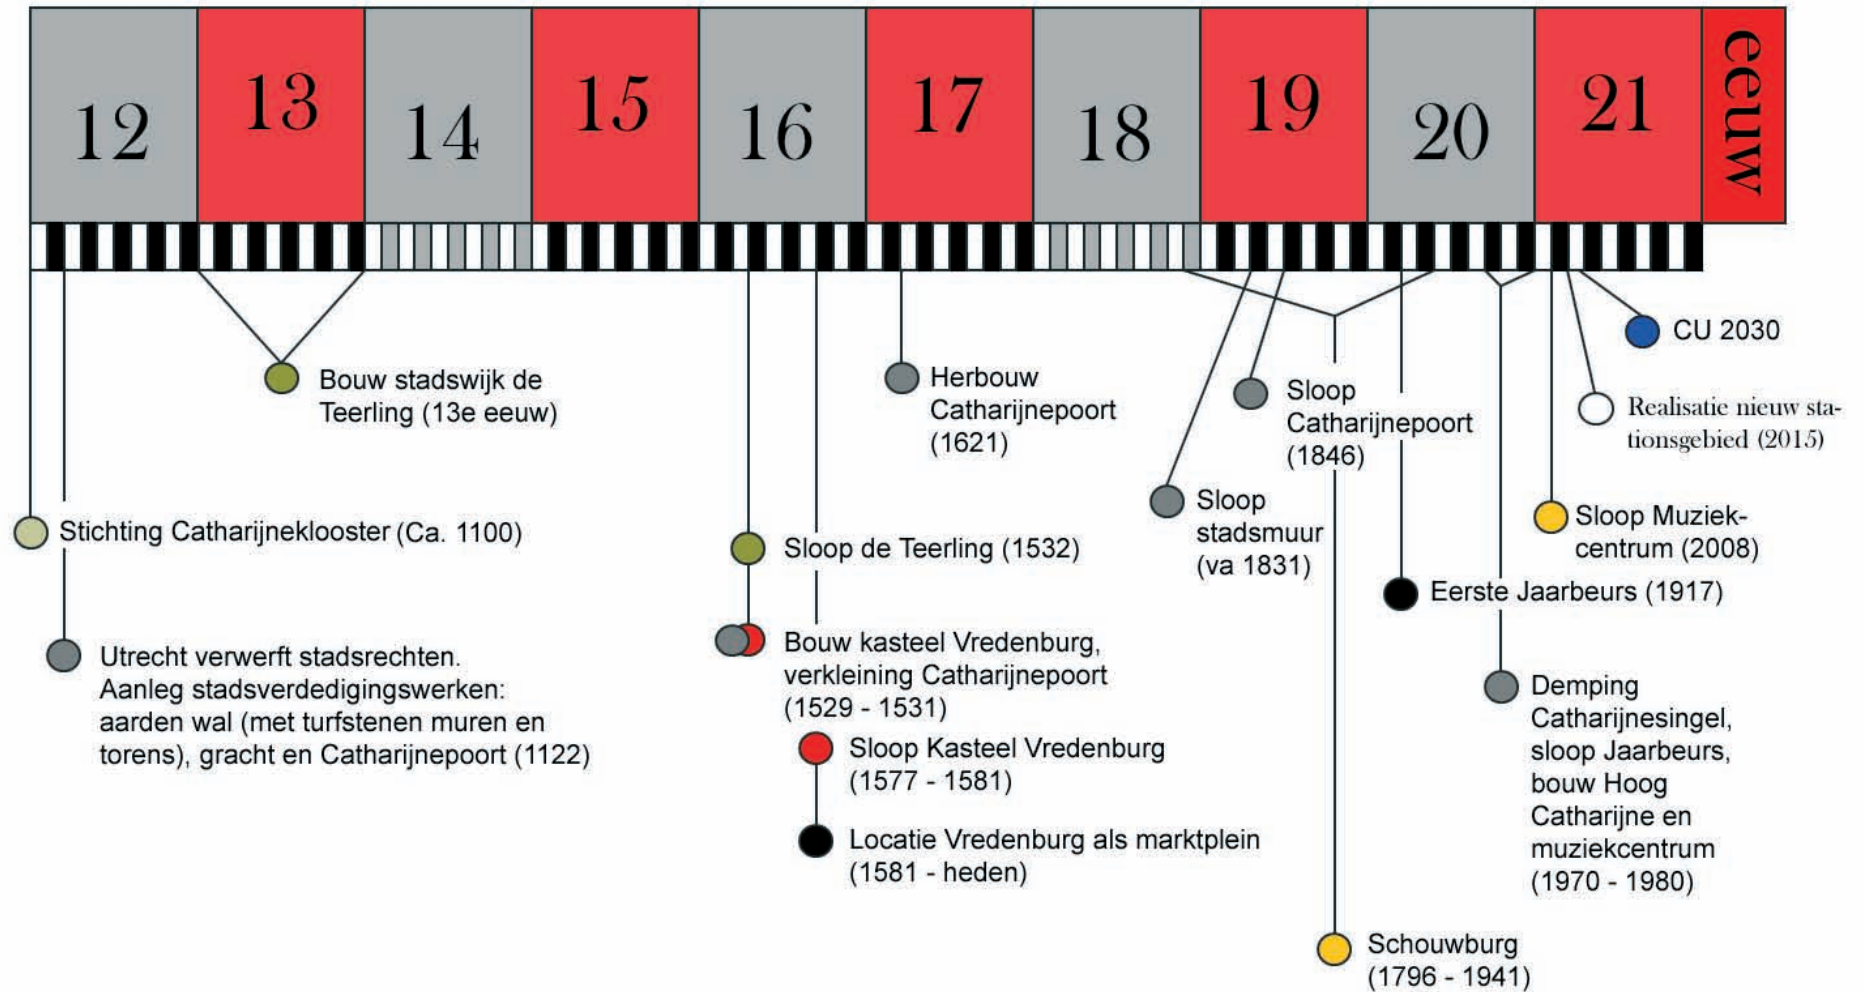 12
13
14
15
16
17
18
19
20
21
eeuw
CU 2030
Bouw stadswijk de
Teerling (13e eeuw)
Herbouw
Catharijnepoort
(1621)
Sloop
Catharijnepoort
(1846)
Realisatie nieuw sta-
tionsgebied (2015)
Sloop
stadsmuur
(va 1831)
Sloop Muziek-
centrum (2008)
Stichting Catharijneklooster (Ca. 1100)
Sloop de Teerling (1532)
Eerste Jaarbeurs (1917)
Utrecht verwerft stadsrechten.
Aanleg stadsverdedigingswerken:
aarden wal (met turfstenen muren en
torens), gracht en Catharijnepoort (1122)
Bouw kasteel Vredenburg,
verkleining Catharijnepoort
(1529 - 1531)
Sloop Kasteel Vredenburg
(1577 - 1581)
Locatie Vredenburg als marktplein
(1581 - heden)
Demping
Catharijnesingel,
sloop Jaarbeurs,
bouw Hoog
Catharijne en
muziekcentrum
(1970 - 1980)
Schouwburg
(1796 - 1941)